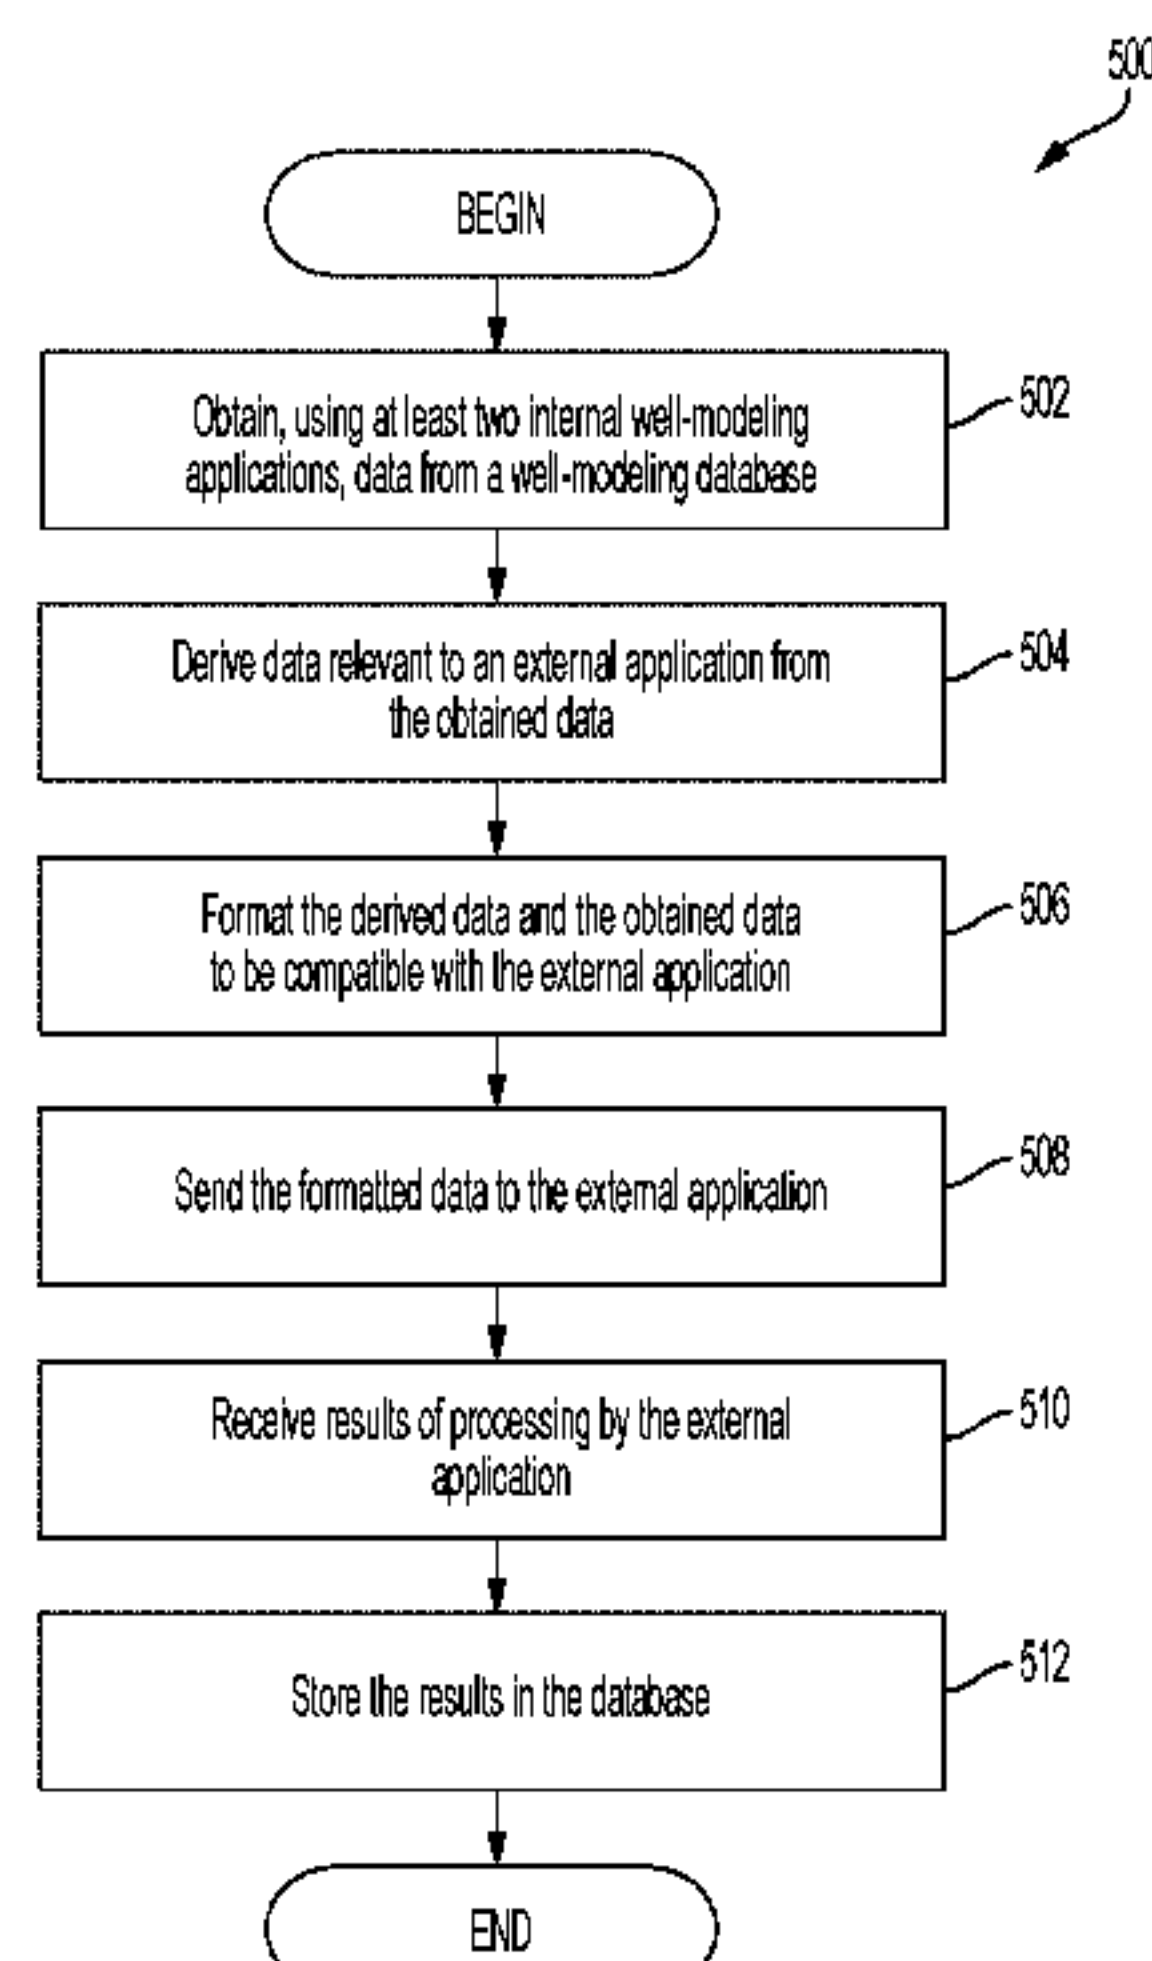 500
BEGIN
Obtain, using at least two internal well-modeling
applications, data from a well-modeling database
502
Derive data relevant to an external application from
the obtained data
504
Format the derived data and the obtained data
to be compatible with the external application
506
Send the formatted data to the external application
508
Receive results of processing by the external
application
510
Store the results in the database
512
END